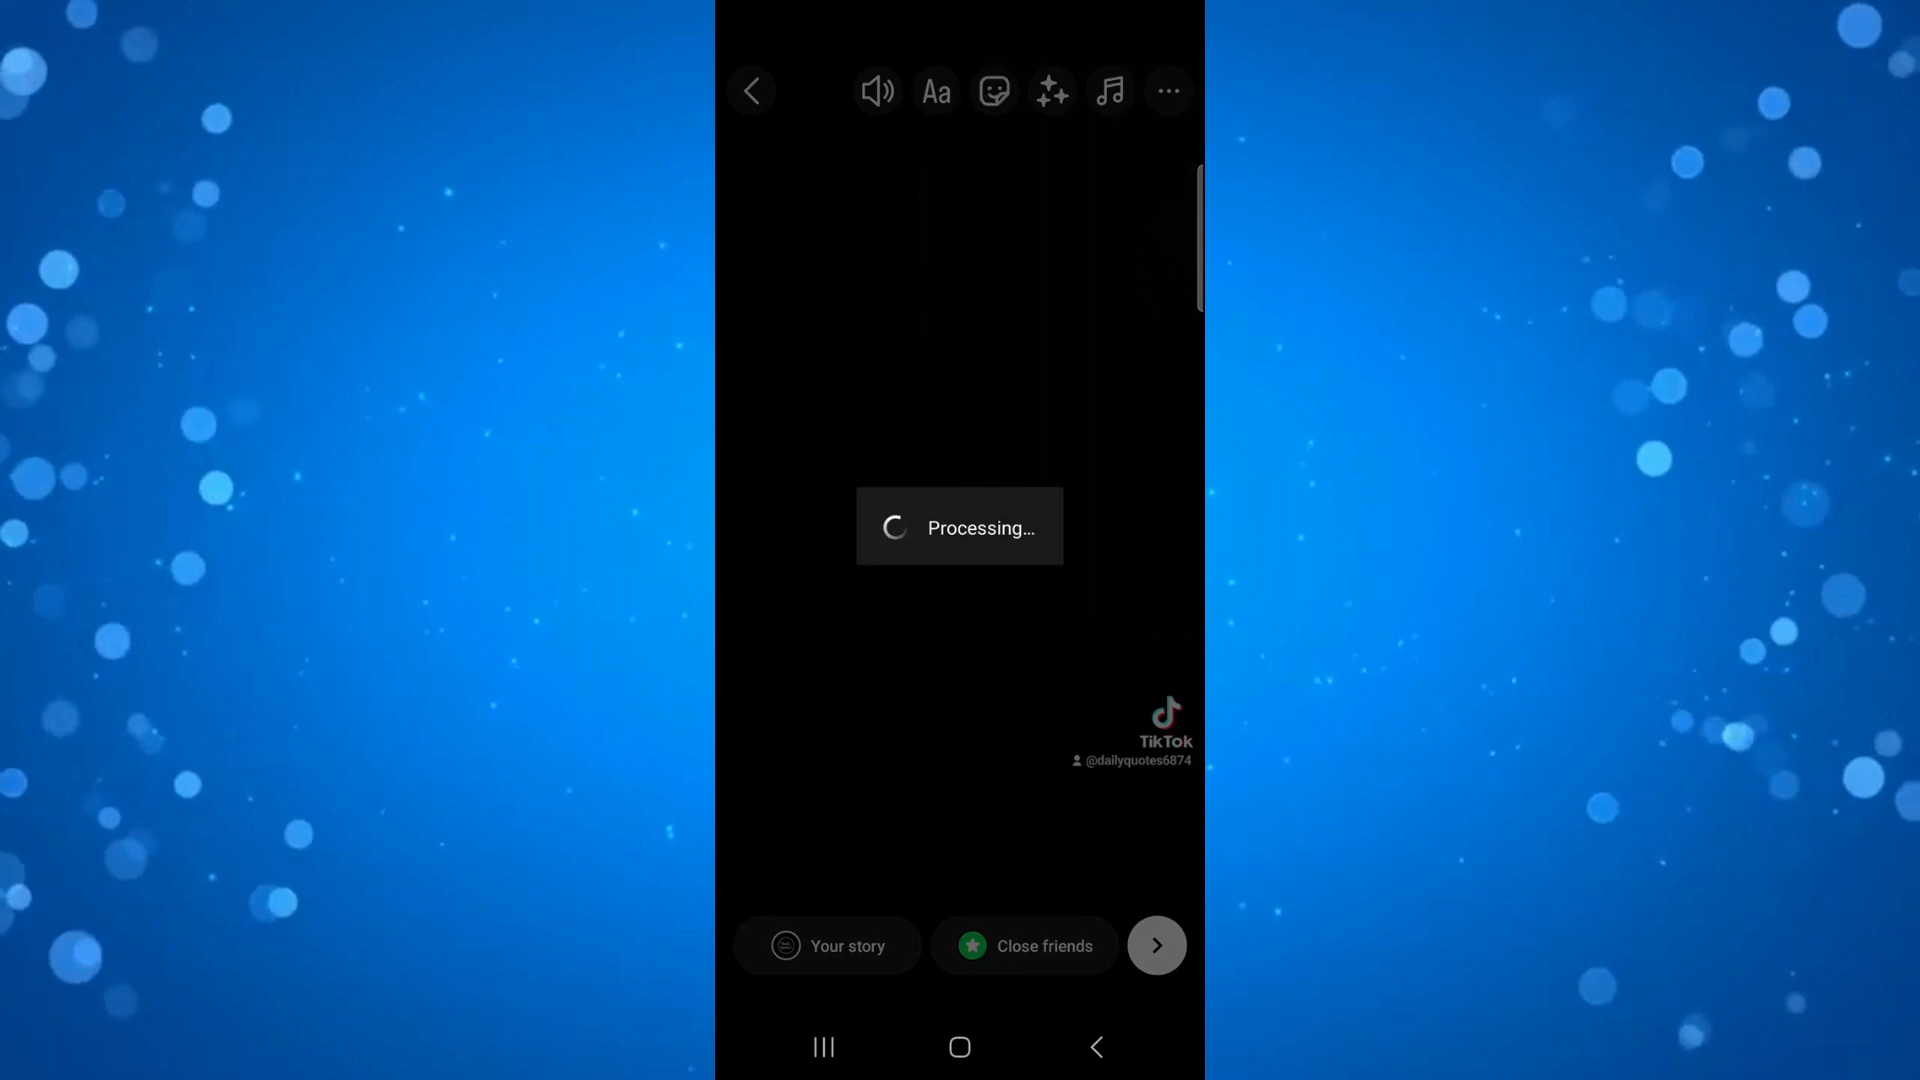 Aa
Processing...
TikTok
@dailyquotes6874
Your story
Close friends